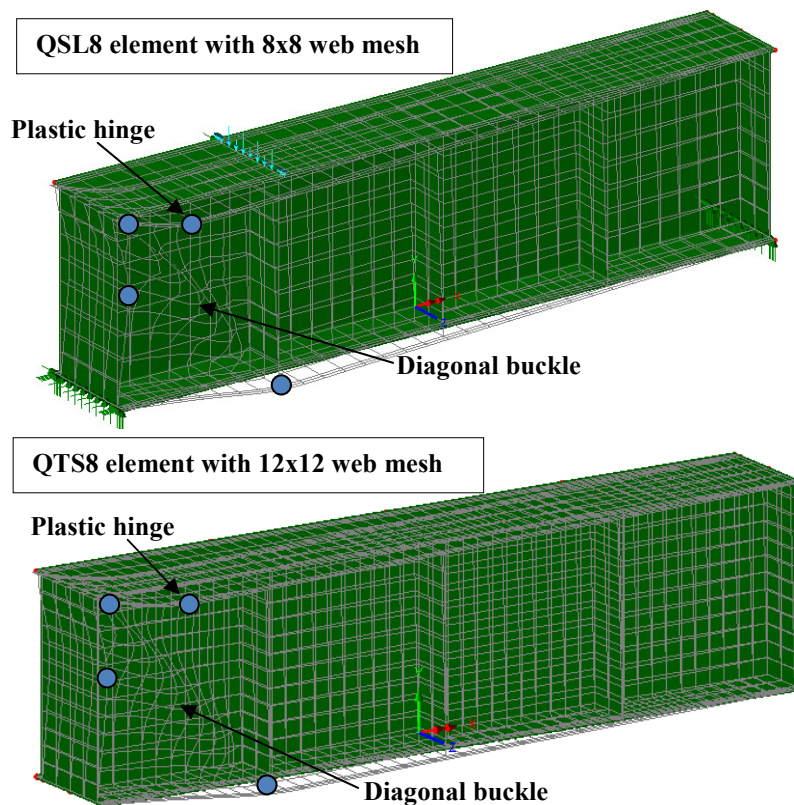 QSL8 element with 8x8 web mesh
Plastic hinge
Y
X
Z
Diagonal buckle
QTS8 element with 12x12 web mesh
Plastic hinge
Y
X
Z
Diagonal buckle